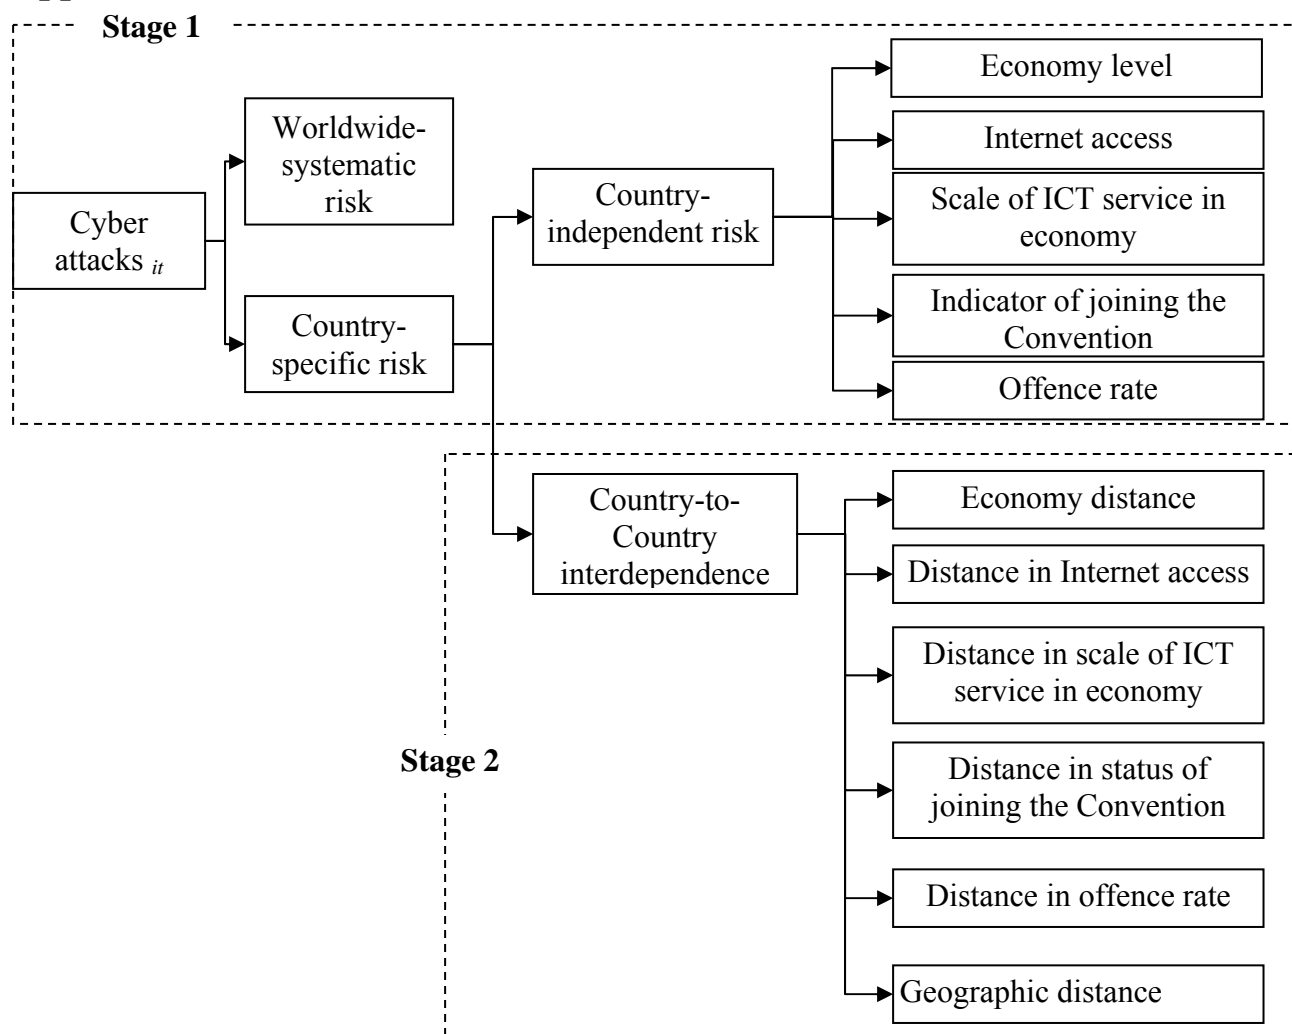 Stage 1
Cyber
attacks it
Worldwide-
systematic
risk
Country-
specific risk
Country-
independent risk
Economy level
Internet access
Scale of ICT service in
economy
Indicator of joining the
Convention
Offence rate
Stage 2
Country-to-
Country
interdependence
Economy distance
Distance in Internet access
Distance in scale of ICT
service in economy
Distance in status of
joining the Convention
Distance in offence rate
Geographic distance